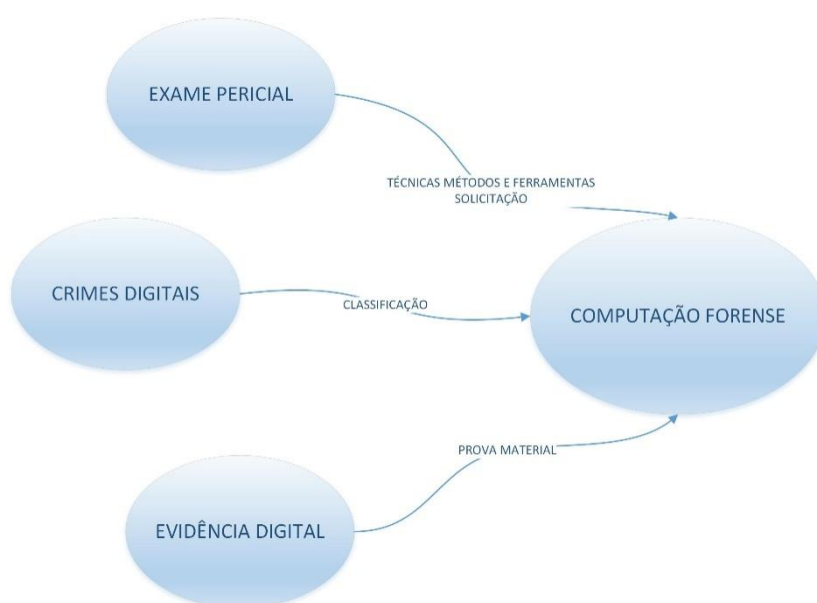 EXAME PERICIAL
TÉCNICAS MÉTODOS E FERRAMENTAS
SOLICITAÇÃO
CRIMES DIGITAIS
CLASSIFICAÇÃO
COMPUTAÇÃO FORENSE
PROVA MATERIAL
EVIDÊNCIA DIGITAL